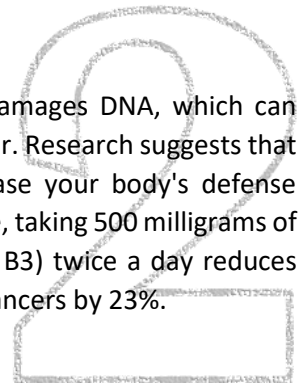 amages DNA, which can
r. Research suggests that
ase your body's defense
, taking 500 milligrams of
B3) twice a day reduces
ancers by 23%.